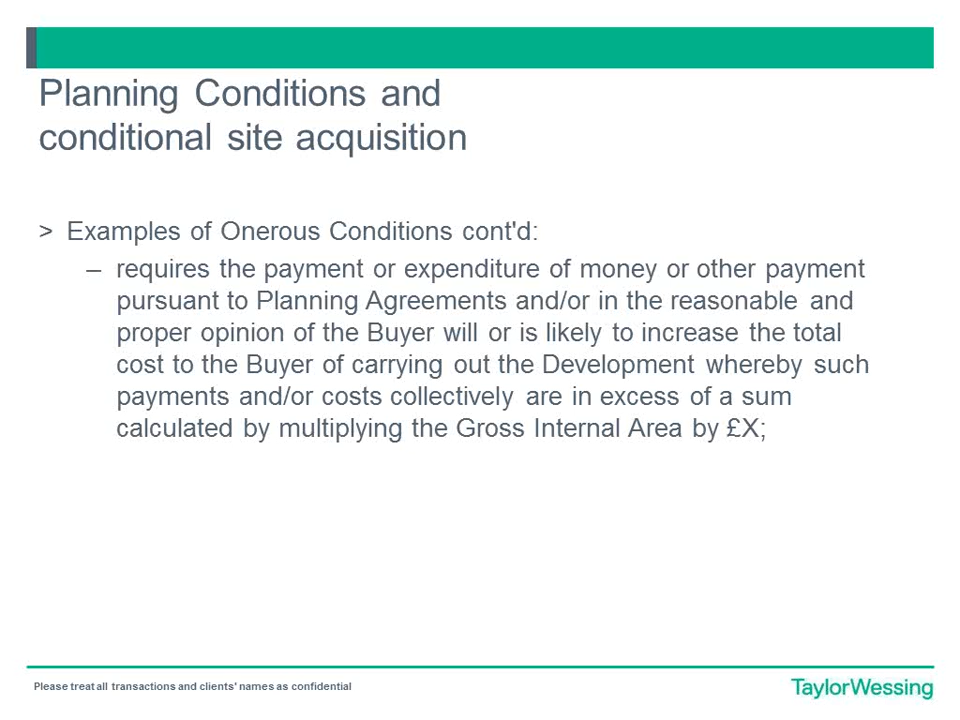 Planning Conditions and
conditional site acquisition
> Examples of Onerous Conditions cont'd:
– requires the payment or expenditure of money or other payment
pursuant to Planning Agreements and/or in the reasonable and
proper opinion of the Buyer will or is likely to increase the total
cost to the Buyer of carrying out the Development whereby such
payments and/or costs collectively are in excess of a sum
calculated by multiplying the Gross Internal Area by £X;
Please treat all transactions and clients' names as confidential
TaylorWessing